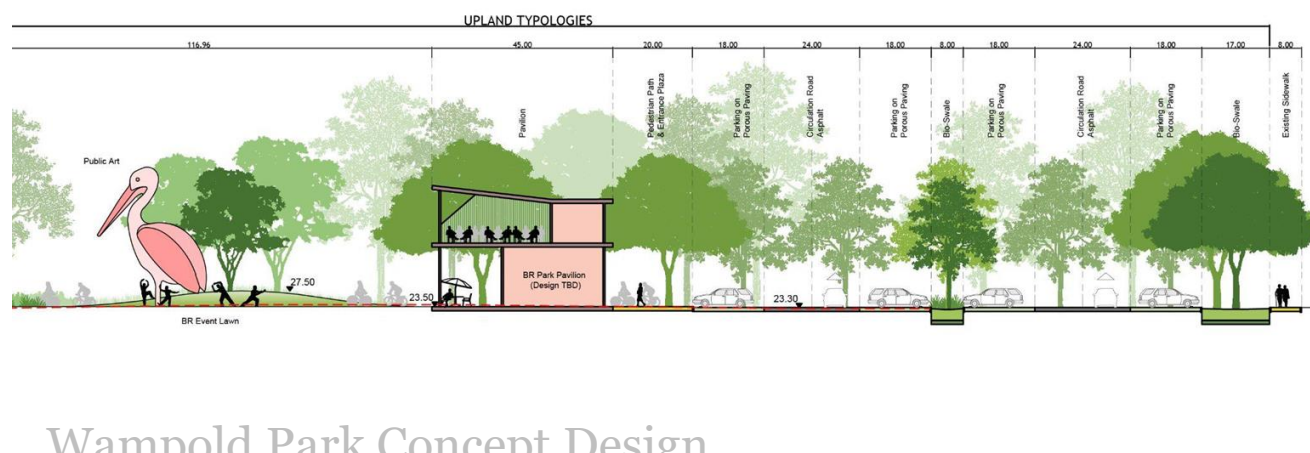 UPLAND TYPOLOGIES
116.96
45.00
20.00
18.00
24.00
18.00
8.00
18.00
24.00
18.00
17.00
8.00
Pavilion
Pedestrian Path
& Entrance Plaza
Parking on
Porous Paving
Circulation Road
Asphalt
Parking on
Porous Paving
Bio-Swale
Parking on
Porous Paving
Circulation Road
Asphalt
Parking on
Porous Paving
Bio-Swale
Existing Sidewalk
Public Art
BR Park Pavilion
(Design TBD)
27.50
23.50
23.30
BR Event Lawn
Wampold Park Concept Design